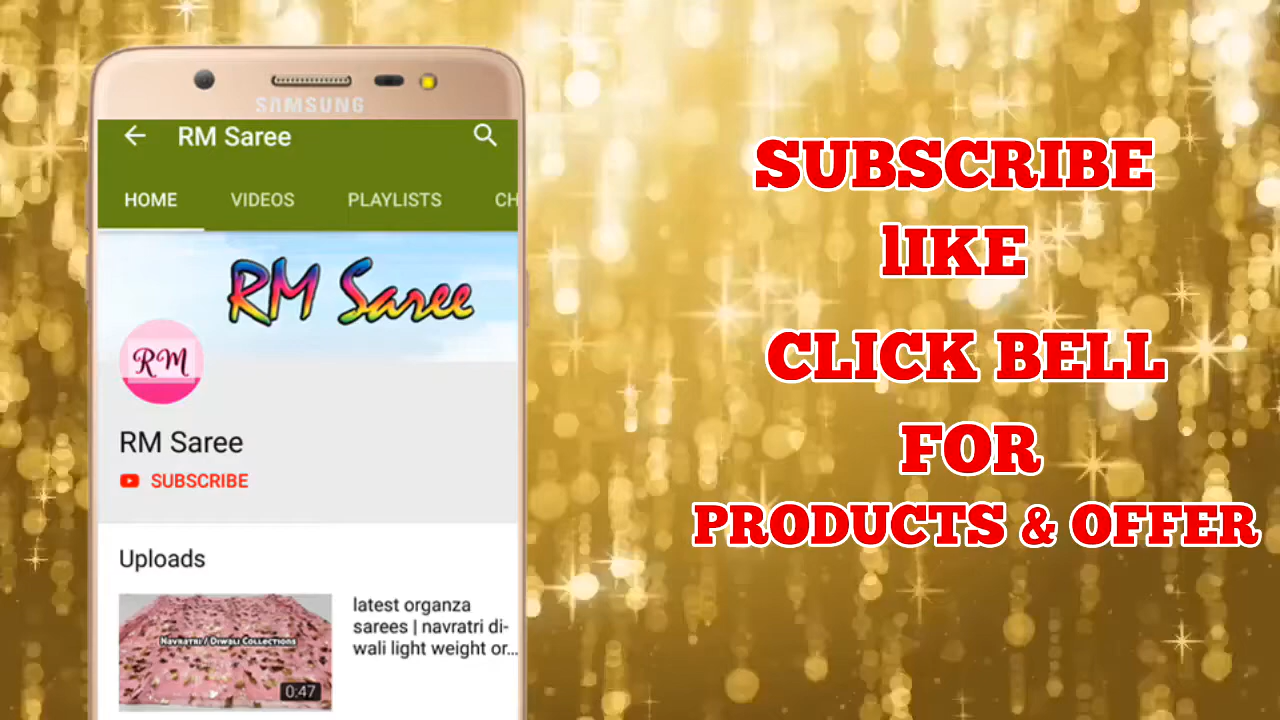 SAMSUNG
RM Saree
HOME VIDEOS PLAYLISTS CH
RM Saree
RM
RM Saree
SUBSCRIBE
Uploads
Navratri / Diwali Collections
0:47
latest organza
sarees | navratri di-
wali light weight or...
SUBSCRIBE
lIKE
CLICK BELL
FOR
PRODUCTS & OFFER